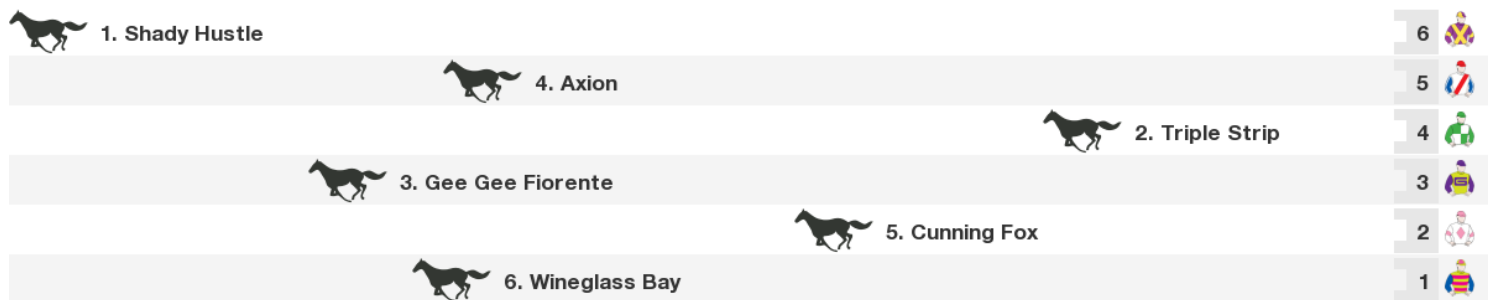 1. Shady Hustle 6
4. Axion 5
2. Triple Strip 4
3. Gee Gee Fiorente 3 G
5. Cunning Fox 2
6. Wineglass Bay 1